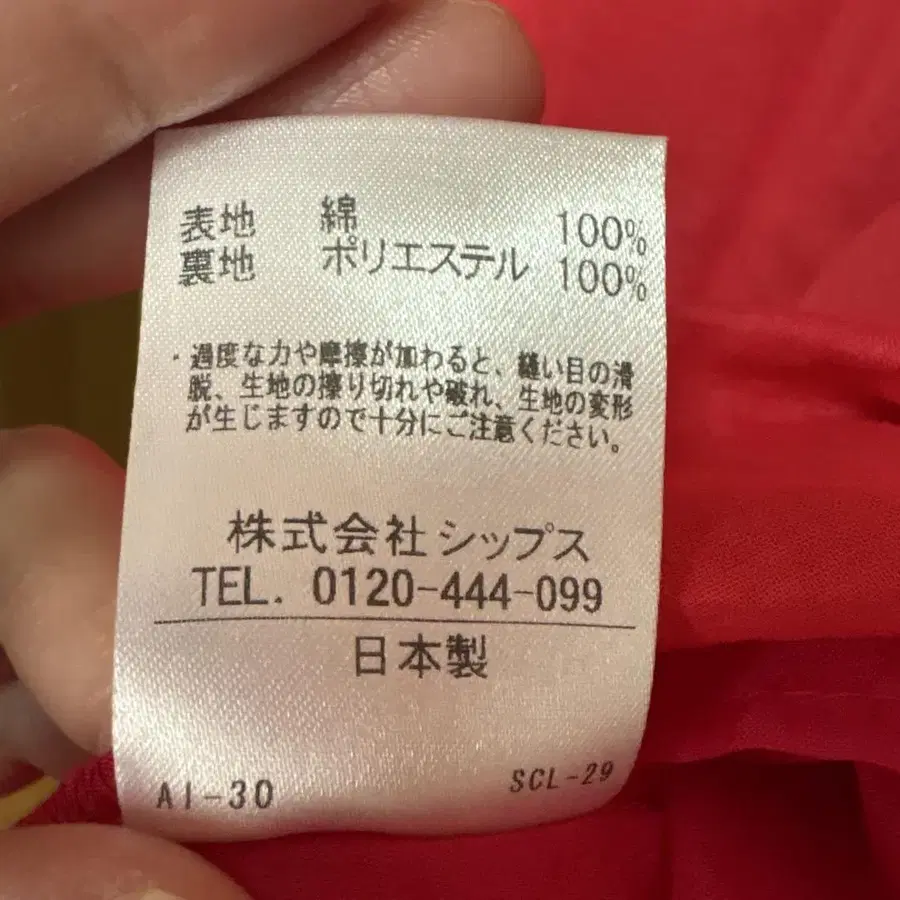 表地 綿 100%
裏地 ポリエステル 100%
・過度な力や摩擦が加わると、縫い目の滑
脱、生地の擦り切れや破れ、生地の変形
が生じますので十分にご注意ください。
株式会社シップス
TEL. 0120-444-099
日本製
AI-30 SCL-29